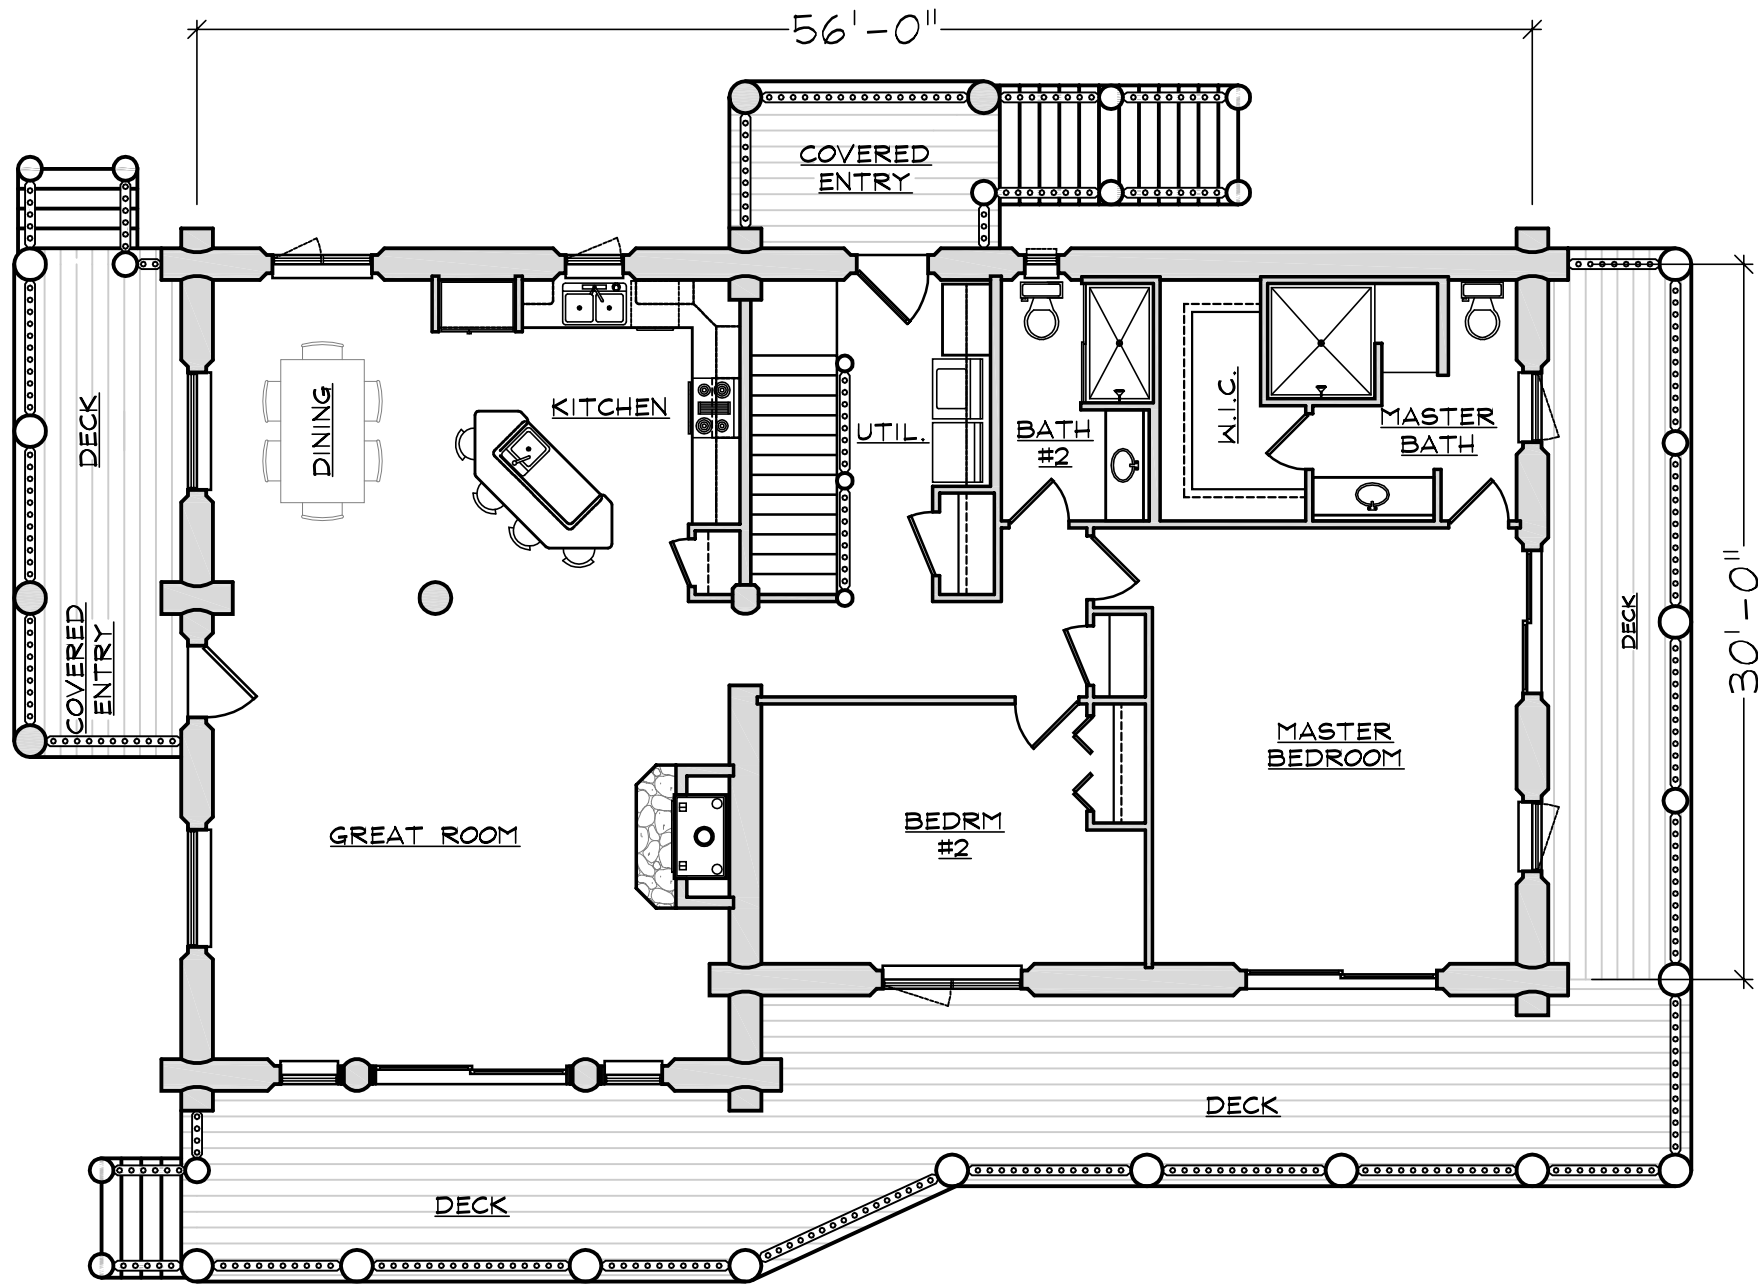 56'-0"
COVERED
ENTRY
DECK
DINING
KITCHEN
UTIL.
BATH
#2
W.I.C.
MASTER
BATH
COVERED
ENTRY
DECK
30'-0"
MASTER
BEDROOM
GREAT ROOM
BEDRM
#2
DECK
DECK